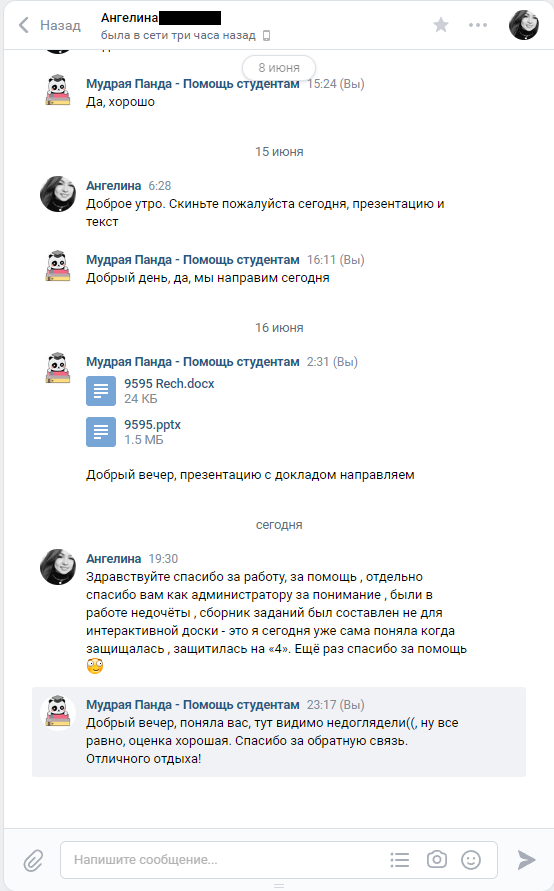 Назад
Ангелина
была в сети три часа назад
8 июня
Мудрая Панда - Помощь студентам 15:24 (Вы)
Да, хорошо
15 июня
Ангелина 6:28
Доброе утро. Скиньте пожалуйста сегодня, презентацию и
текст
Мудрая Панда - Помощь студентам 16:11 (Вы)
Добрый день, да, мы направим сегодня
16 июня
Мудрая Панда - Помощь студентам 2:31 (Вы)
9595 Rech.docx
24 КБ
9595.pptx
1.5 МБ
Добрый вечер, презентацию с докладом направляем
сегодня
Ангелина 19:30
Здравствуйте спасибо за работу, за помощь , отдельно
спасибо вам как администратору за понимание , были в
работе недочёты , сборник заданий был составлен не для
интерактивной доски - это я сегодня уже сама поняла когда
защищалась , защитилась на «4». Ещё раз спасибо за помощь
Мудрая Панда - Помощь студентам 23:17 (Вы)
Добрый вечер, поняла вас, тут видимо недоглядели((, ну все
равно, оценка хорошая. Спасибо за обратную связь.
Отличного отдыха!
Напишите сообщение...